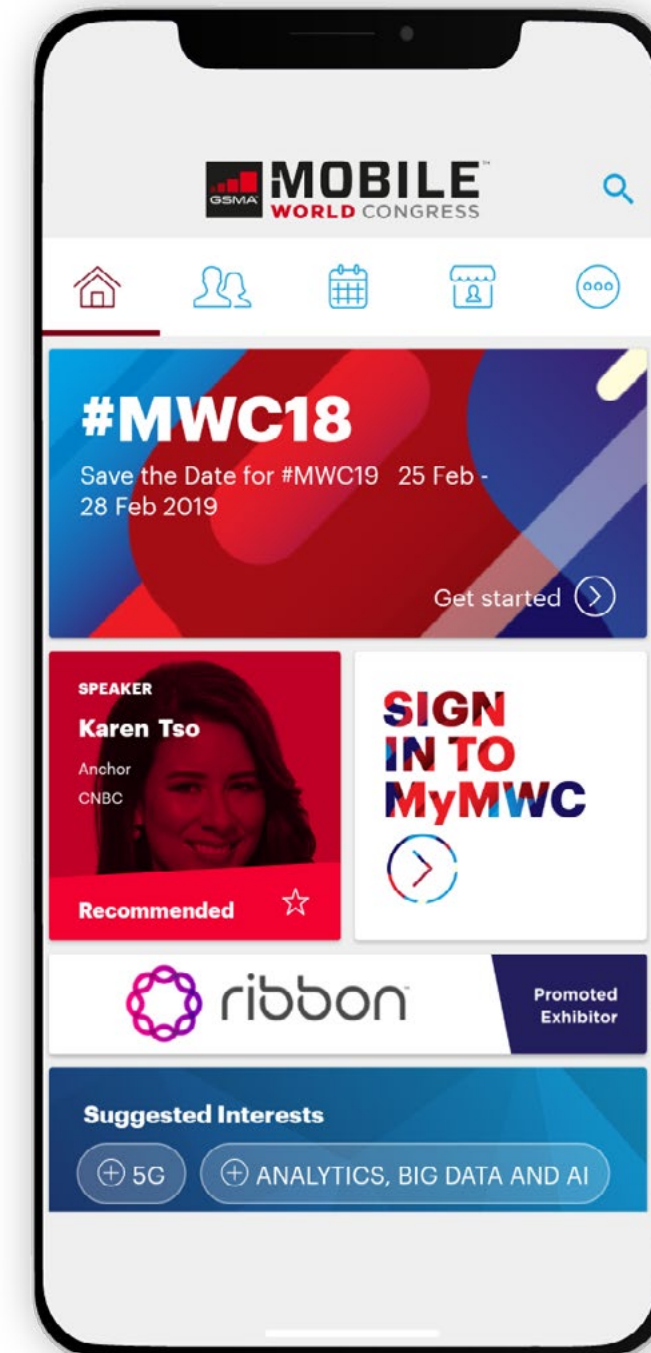 GSMA
MOBILE™
WORLD CONGRESS
#MWC18
Save the Date for #MWC19 25 Feb -
28 Feb 2019
Get started
SPEAKER
Karen Tso
Anchor
CNBC
Recommended
SIGN
IN TO
MyMWC
ribbon
Promoted
Exhibitor
Suggested Interests
5G
ANALYTICS, BIG DATA AND AI